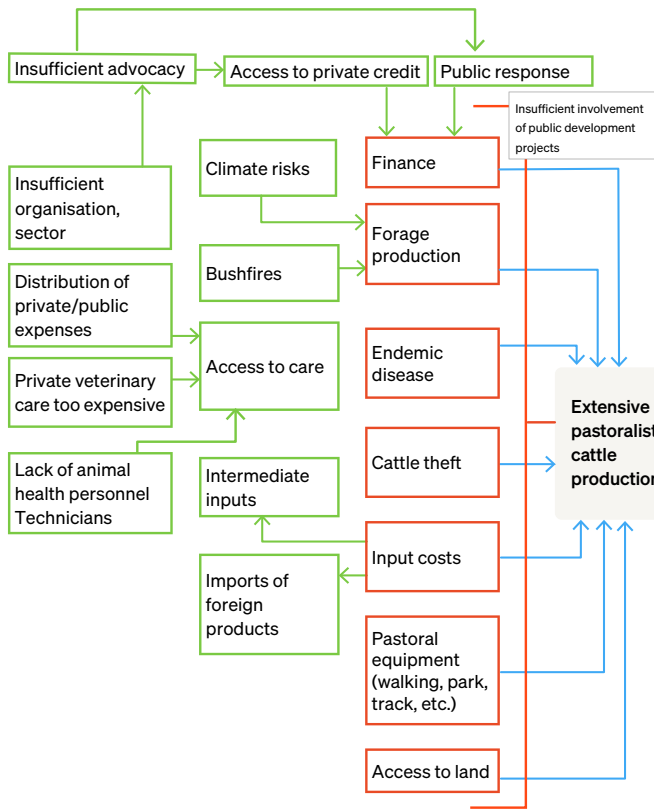 Insufficient advocacy
Access to private credit
Public response
Insufficient involvement
of public development
projects
Climate risks
Finance
Insufficient
organisation,
sector
Forage
production
Bushfires
Distribution of
private/public
expenses
Access to care
Endemic
disease
Private veterinary
care too expensive
Extensive
pastoralist
cattle
production
Lack of animal
health personnel
Technicians
Intermediate
inputs
Cattle theft
Input costs
Imports of
foreign
products
Pastoral
equipment
(walking, park,
track, etc.)
Access to land